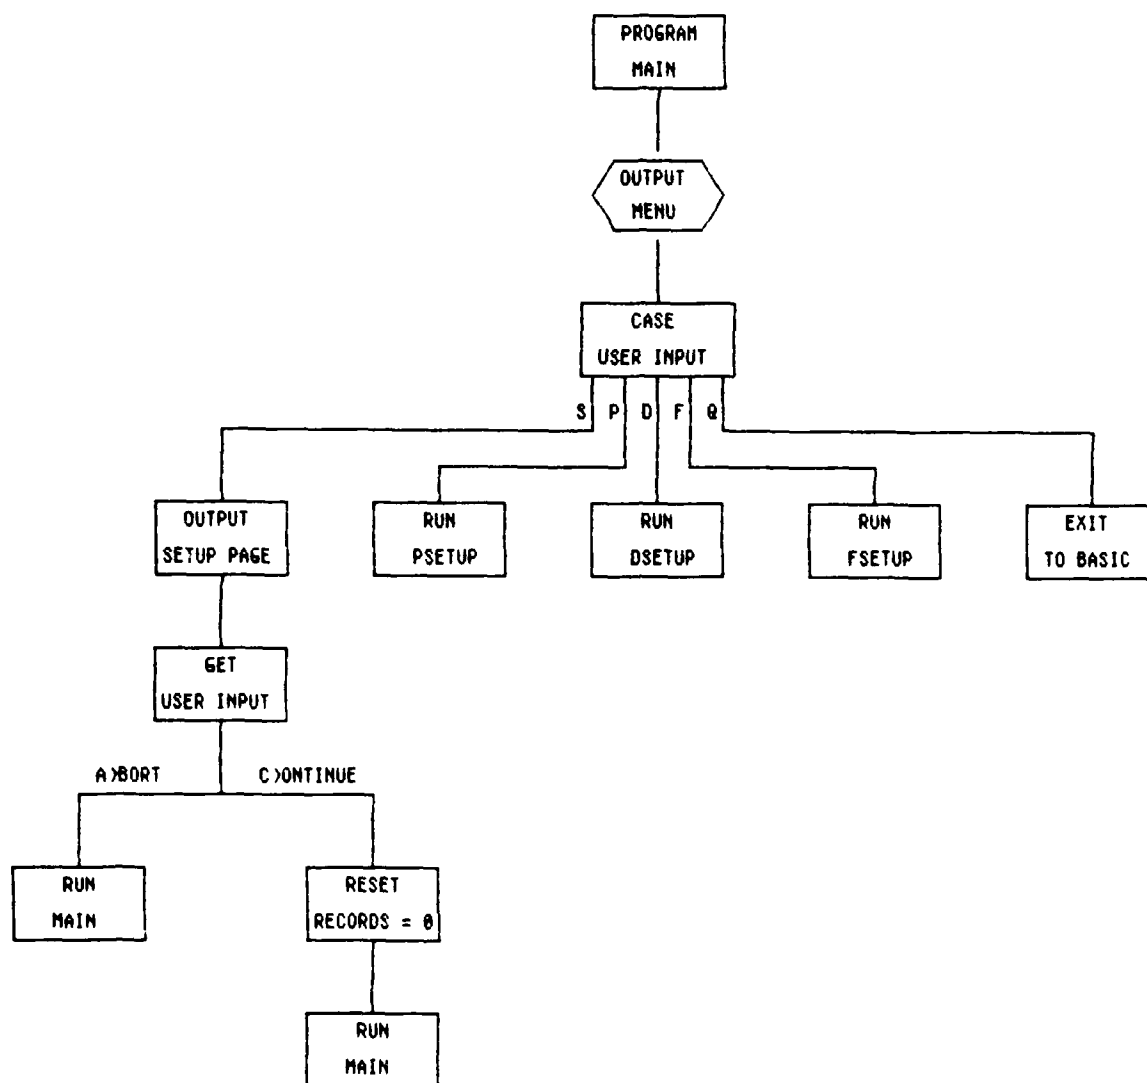 PROGRAM
MAIN
OUTPUT
MENU
CASE
USER INPUT
S P D F Q
OUTPUT
SETUP PAGE
RUN
PSETUP
RUN
DSETUP
RUN
FSETUP
EXIT
TO BASIC
GET
USER INPUT
A>BORT
C>ONTINUE
RUN
MAIN
RESET
RECORDS = 0
RUN
MAIN